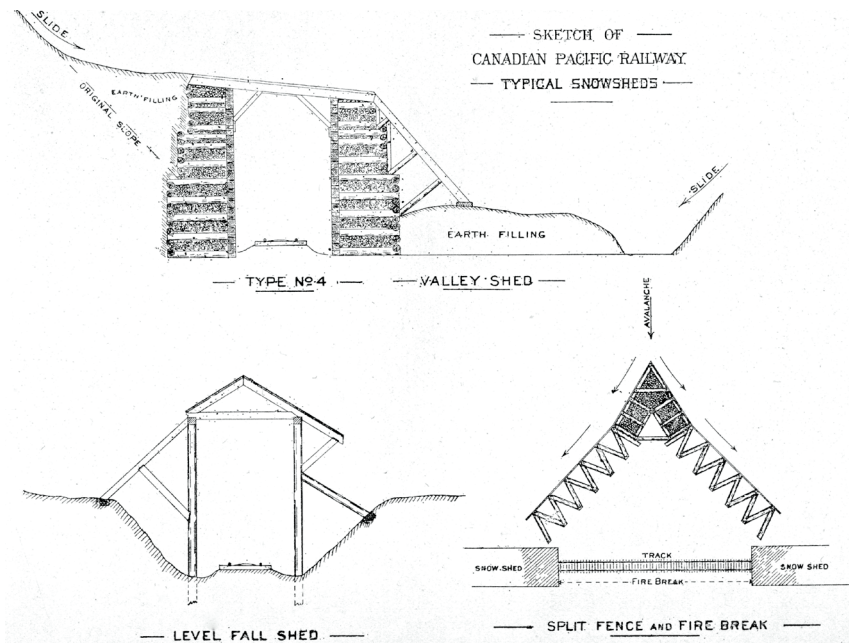 SKETCH OF
CANADIAN PACIFIC RAILWAY
TYPICAL SNOWSHEDS
SLIDE
EARTH-FILLING
ORIGINAL SLOPE
SLIDE
EARTH FILLING
TYPE No 4
VALLEY SHED
AVALANCHE
TRACK
SNOW SHED
SNOW SHED
FIRE BREAK
LEVEL FALL SHED
SPLIT FENCE AND FIRE BREAK